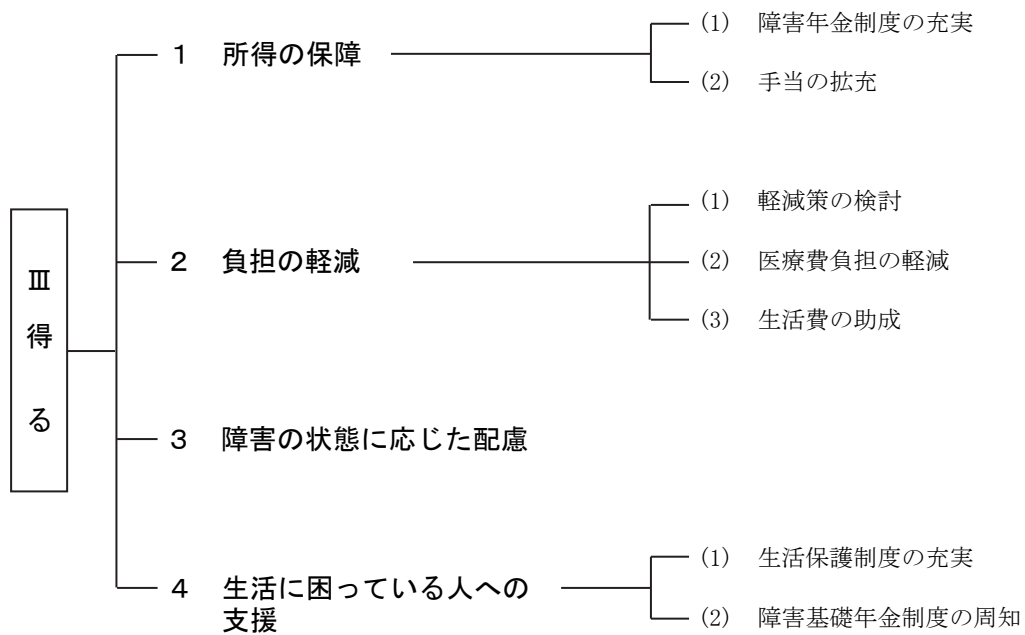 Ⅲ得る
1 所得の保障
(1) 障害年金制度の充実
(2) 手当の拡充
2 負担の軽減
(1) 軽減策の検討
(2) 医療費負担の軽減
(3) 生活費の助成
3 障害の状態に応じた配慮
4 生活に困っている人への
支援
(1) 生活保護制度の充実
(2) 障害基礎年金制度の周知